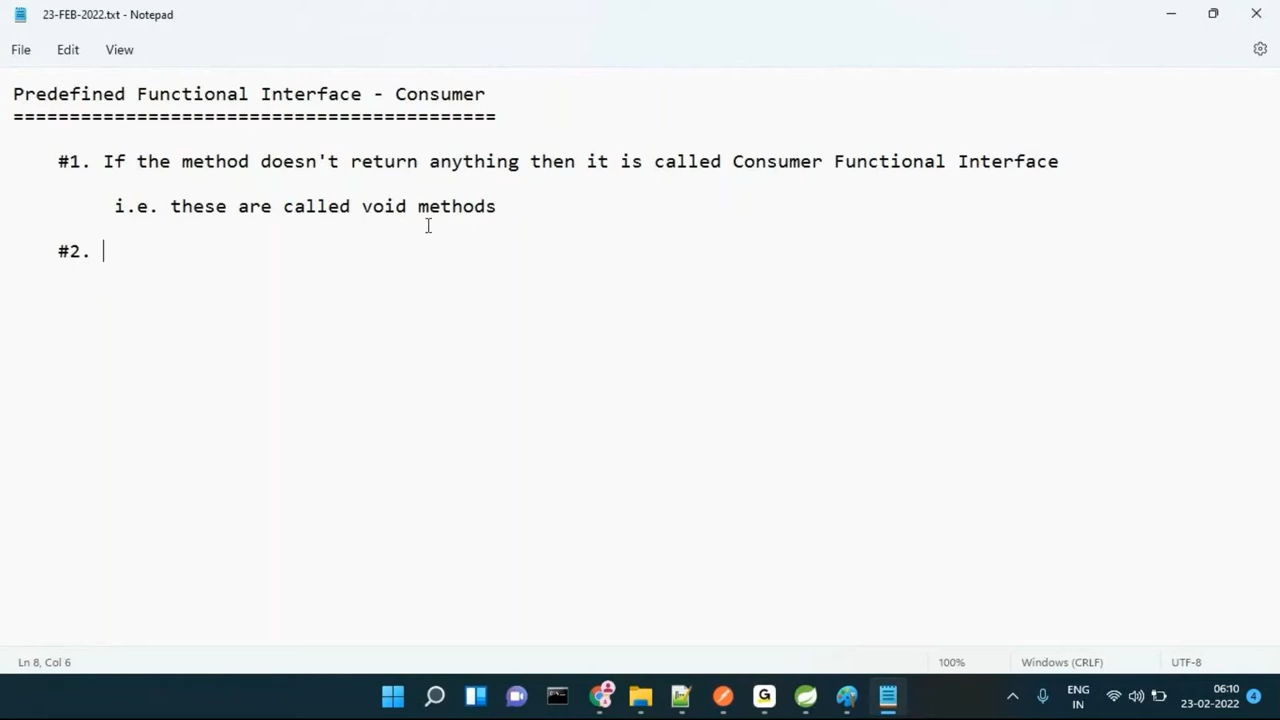 23-FEB-2022.txt - Notepad
File Edit View
Predefined Functional Interface - Consumer
===========================================
#1. If the method doesn't return anything then it is called Consumer Functional Interface
i.e. these are called void methods
#2.
Ln 8, Col 6 100% Windows (CRLF) UTF-8
ENG 06:10
IN 23-02-2022 4